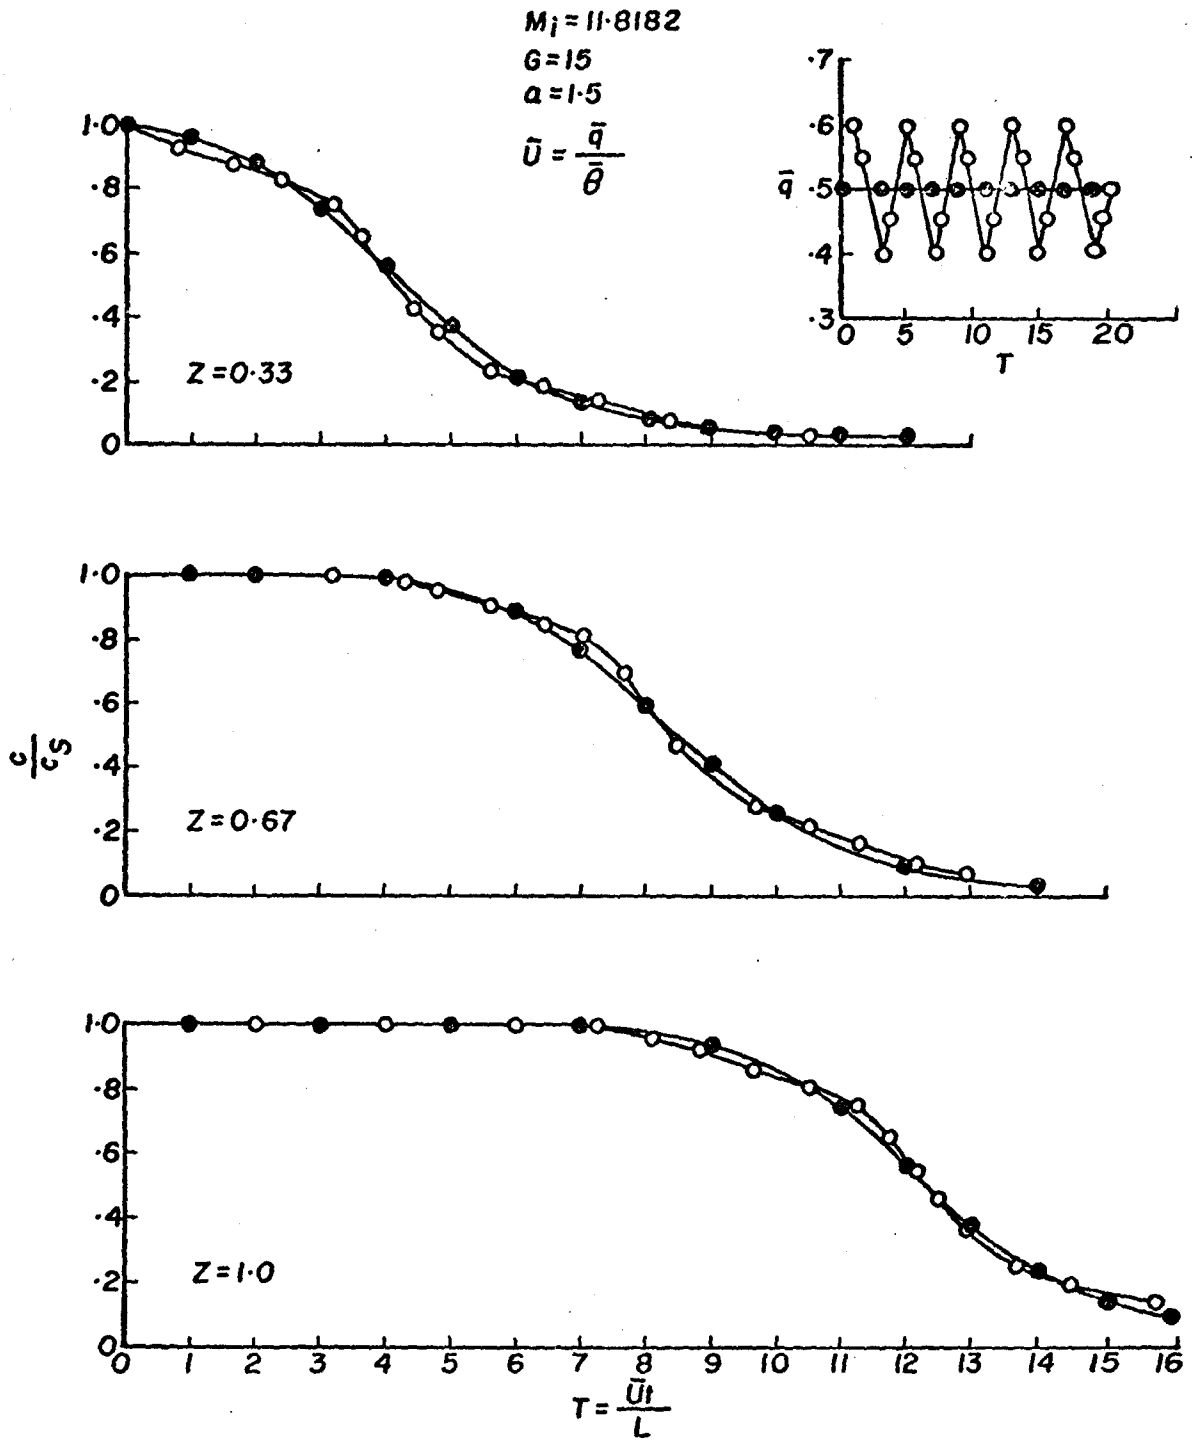 Mi = 11·8182
G = 15
a = 1·5
Ū = q̄ / θ̄
·7
·6
q̄ ·5
·4
·3
0 5 10 15 20
T
1·0
·8
·6
·4
·2
0
Z = 0·33
1·0
·8
·6
·4
·2
0
Z = 0·67
c / cs
1·0
·8
·6
·4
·2
0
Z = 1·0
0 1 2 3 4 5 6 7 8 9 10 11 12 13 14 15 16
T = Ūt / L